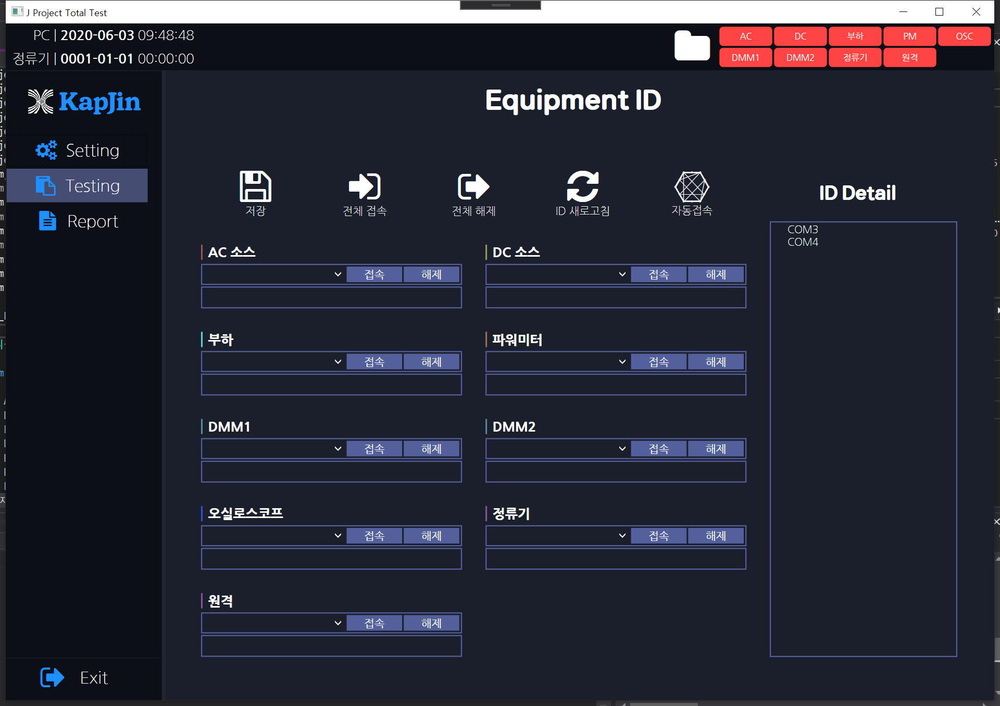 J Project Total Test
PC | 2020-06-03 09:48:48
정류기 | 0001-01-01 00:00:00
AC DC 부하 PM OSC
DMM1 DMM2 정류기 원격
KapJin
Setting
Testing
Report
Exit
Equipment ID
저장 전체 접속 전체 해제 ID 새로고침 자동접속
AC 소스
접속 해제
DC 소스
접속 해제
부하
접속 해제
파워미터
접속 해제
DMM1
접속 해제
DMM2
접속 해제
오실로스코프
접속 해제
정류기
접속 해제
원격
접속 해제
ID Detail
COM3
COM4